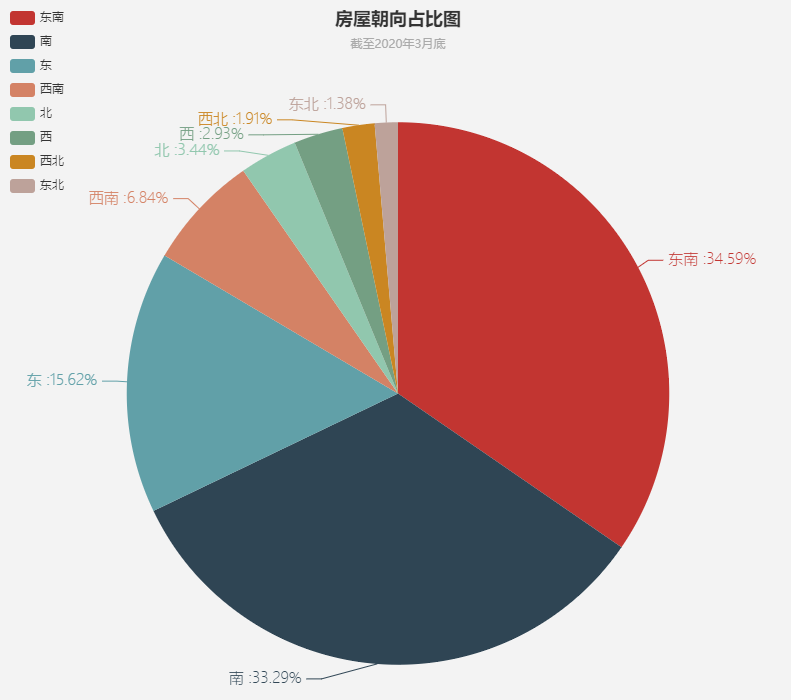 房屋朝向占比图
截至2020年3月底
东南
南
东
西南
北
西
西北
东北
东北 :1.38%
西北 :1.91%
西 :2.93%
北 :3.44%
西南 :6.84%
东南 :34.59%
东 :15.62%
南 :33.29%